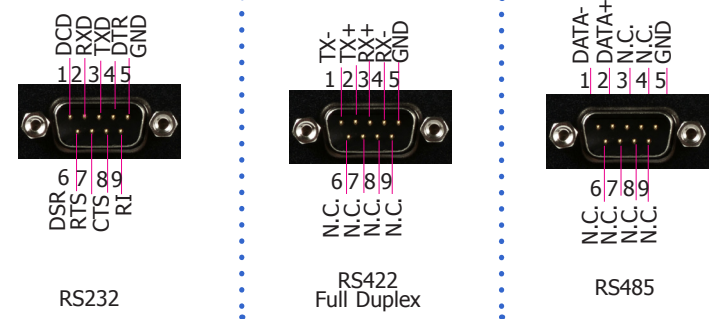 DCD
RXD
TXD
DTR
GND
1 2 3 4 5
6 7 8 9
DSR
RTS
CTS
RI
RS232
TX-
TX+
RX+
RX-
GND
1 2 3 4 5
6 7 8 9
N.C.
N.C.
N.C.
N.C.
RS422
Full Duplex
DATA-
DATA+
N.C.
N.C.
GND
1 2 3 4 5
6 7 8 9
N.C.
N.C.
N.C.
N.C.
RS485